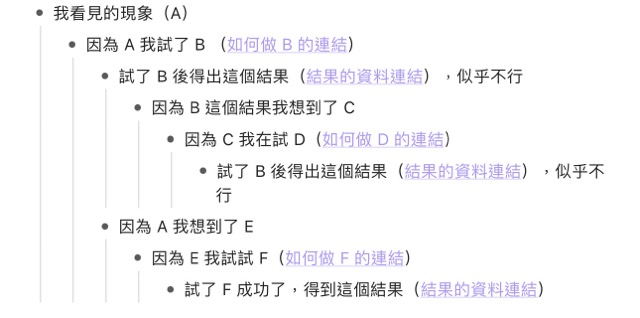 我看見的現象（A）
因為 A 我試了 B （如何做 B 的連結）
試了 B 後得出這個結果（結果的資料連結），似乎不行
因為 B 這個結果我想到了 C
因為 C 我在試 D（如何做 D 的連結）
試了 B 後得出這個結果（結果的資料連結），似乎不
行
因為 A 我想到了 E
因為 E 我試試 F（如何做 F 的連結）
試了 F 成功了，得到這個結果（結果的資料連結）